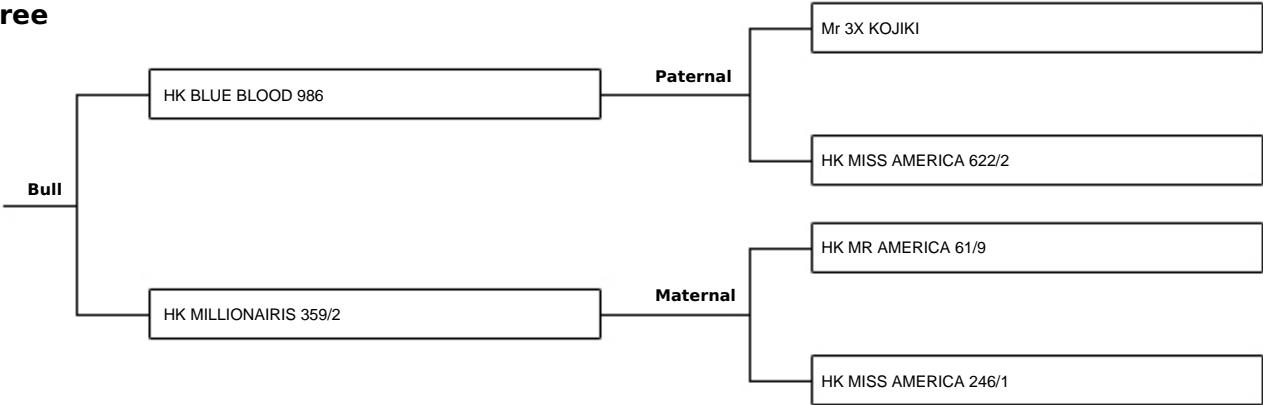 ree
Mr 3X KOJIKI
Paternal
HK BLUE BLOOD 986
HK MISS AMERICA 622/2
Bull
HK MR AMERICA 61/9
Maternal
HK MILLIONAIRIS 359/2
HK MISS AMERICA 246/1